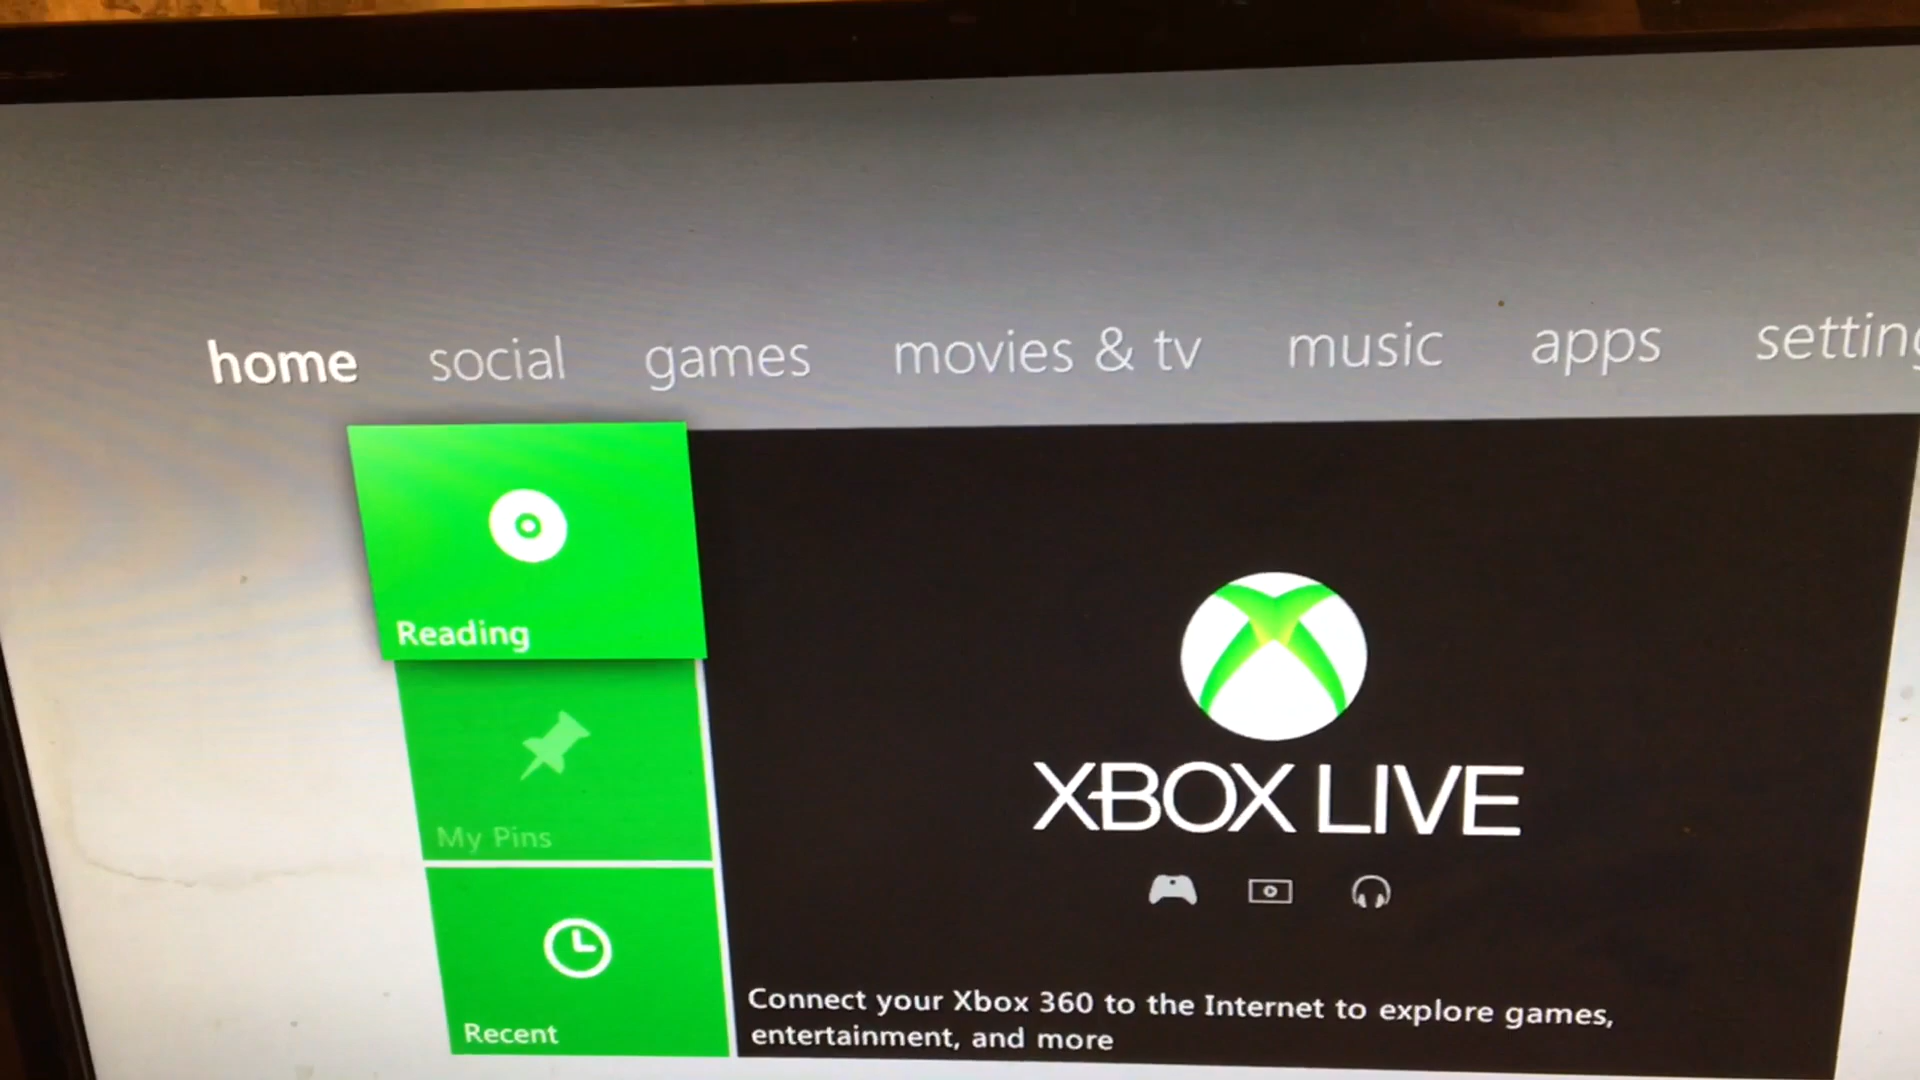 home social games movies & tv music apps setting
Reading
My Pins
Recent
XBOX LIVE
Connect your Xbox 360 to the Internet to explore games,
entertainment, and more